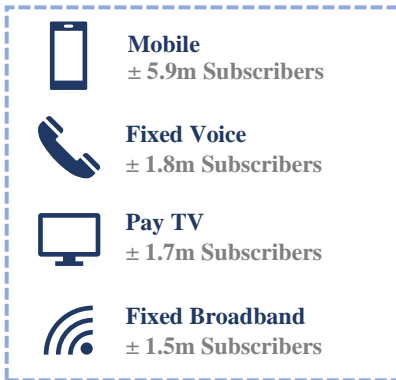 Mobile
± 5.9m Subscribers
Fixed Voice
± 1.8m Subscribers
Pay TV
± 1.7m Subscribers
Fixed Broadband
± 1.5m Subscribers